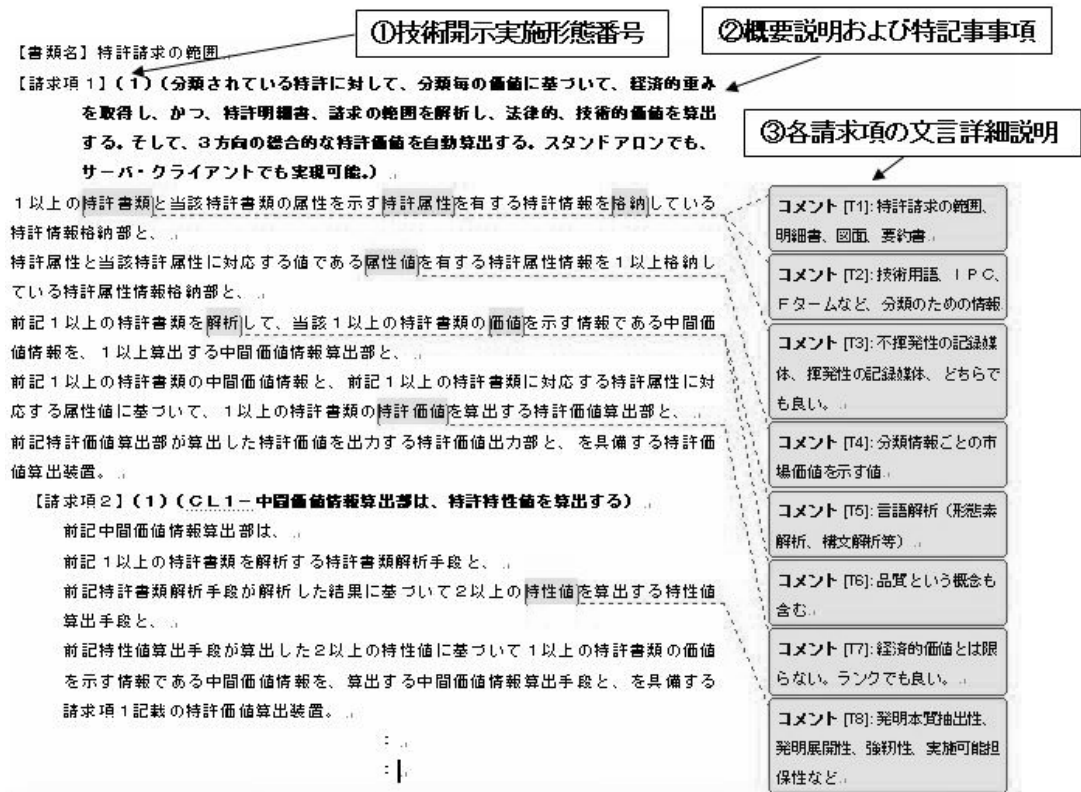 ①技術開示実施形態番号
②概要説明および特記事事項
【書類名】特許請求の範囲
【請求項1】(1)(分類されている特許に対して、分類毎の価値に基づいて、経済的重み
を取得し、かつ、特許明細書、請求の範囲を解析し、法律的、技術的価値を算出
する。そして、3方向の総合的な特許価値を自動算出する。スタンドアロンでも、
サーバ・クライアントでも実現可能。)
③各請求項の文言詳細説明
1以上の特許書類と当該特許書類の属性を示す特許属性を有する特許情報を格納している
特許情報格納部と、
特許属性と当該特許属性に対応する値である属性値を有する特許属性情報を1以上格納し
ている特許属性情報格納部と、
前記1以上の特許書類を解析して、当該1以上の特許書類の価値を示す情報である中間価
値情報を、1以上算出する中間価値情報算出部と、
前記1以上の特許書類の中間価値情報と、前記1以上の特許書類に対応する特許属性に対
応する属性値に基づいて、1以上の特許書類の特許価値を算出する特許価値算出部と、
前記特許価値算出部が算出した特許価値を出力する特許価値出力部と、を具備する特許価
値算出装置。
【請求項2】(1)(CL1-中間価値情報算出部は、特許特性値を算出する)
前記中間価値情報算出部は、
前記1以上の特許書類を解析する特許書類解析手段と、
前記特許書類解析手段が解析した結果に基づいて2以上の特性値を算出する特性値
算出手段と、
前記特性値算出手段が算出した2以上の特性値に基づいて1以上の特許書類の価値
を示す情報である中間価値情報を、算出する中間価値情報算出手段と、を具備する
請求項1記載の特許価値算出装置。
:
:
コメント [T1]: 特許請求の範囲、
明細書、図面、要約書
コメント [T2]: 技術用語、IPC、
Fタームなど、分類のための情報
コメント [T3]: 不揮発性の記録媒
体、揮発性の記録媒体、どちらで
も良い。
コメント [T4]: 分類情報ごとの市
場価値を示す値
コメント [T5]: 言語解析(形態素
解析、構文解析等)
コメント [T6]: 品質という概念も
含む
コメント [T7]: 経済的価値とは限
らない。ランクでも良い。
コメント [T8]: 発明本質抽出性、
発明展開性、強靭性、実施可能担
保性など